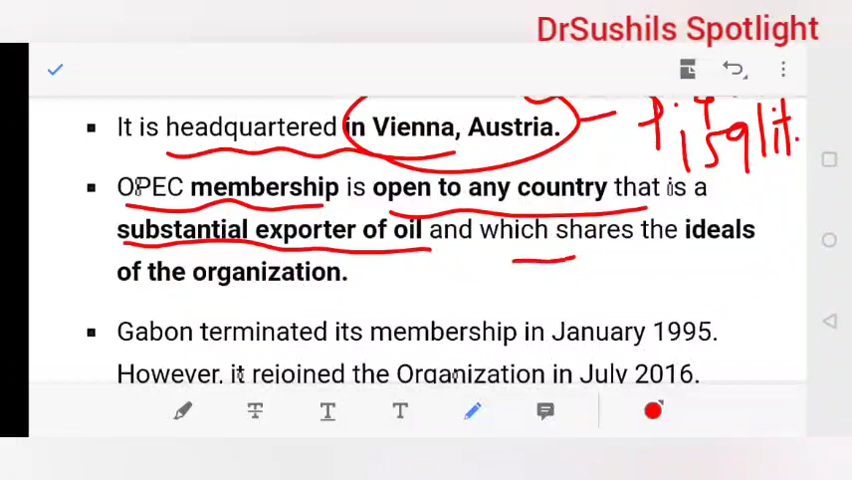 DrSushils Spotlight
It is headquartered in Vienna, Austria.
OPEC membership is open to any country that is a
substantial exporter of oil and which shares the ideals
of the organization.
Gabon terminated its membership in January 1995.
However, it rejoined the Organization in July 2016.